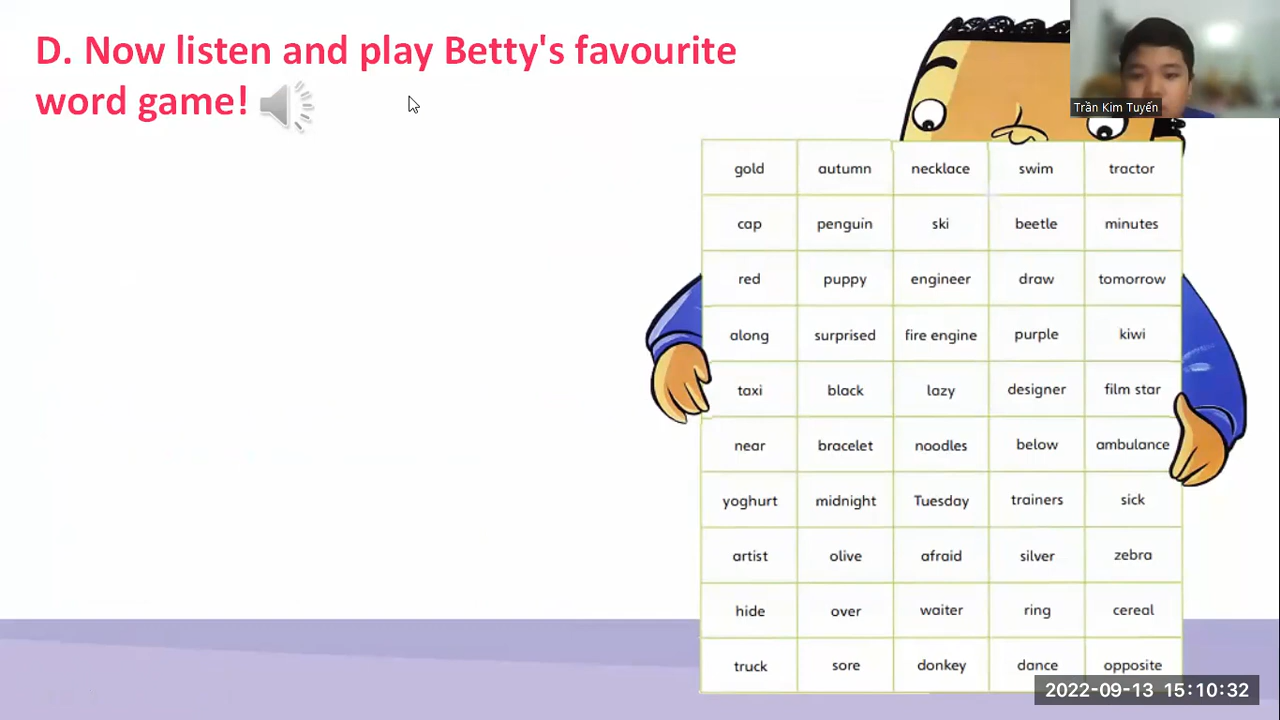 D. Now listen and play Betty's favourite
word game!
Trần Kim Tuyến
gold autumn necklace swim tractor
cap penguin ski beetle minutes
red puppy engineer draw tomorrow
along surprised fire engine purple kiwi
taxi black lazy designer film star
near bracelet noodles below ambulance
yoghurt midnight Tuesday trainers sick
artist olive afraid silver zebra
hide over waiter ring cereal
truck sore donkey dance opposite
2022-09-13 15:10:32